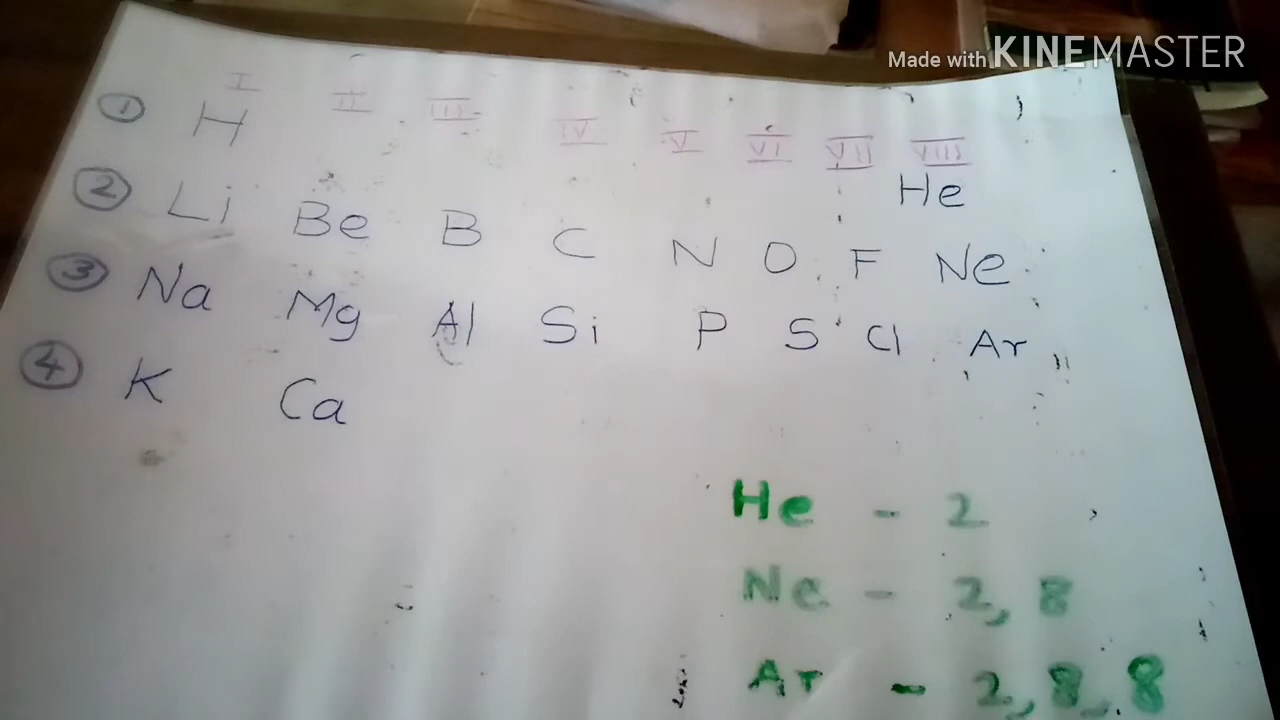 Made with KINEMASTER
I II III IV V VI VII VIII
① H He
② Li Be B C N O F Ne
③ Na Mg Al Si P S Cl Ar
④ K Ca
He - 2
Ne - 2, 8
Ar - 2, 8, 8